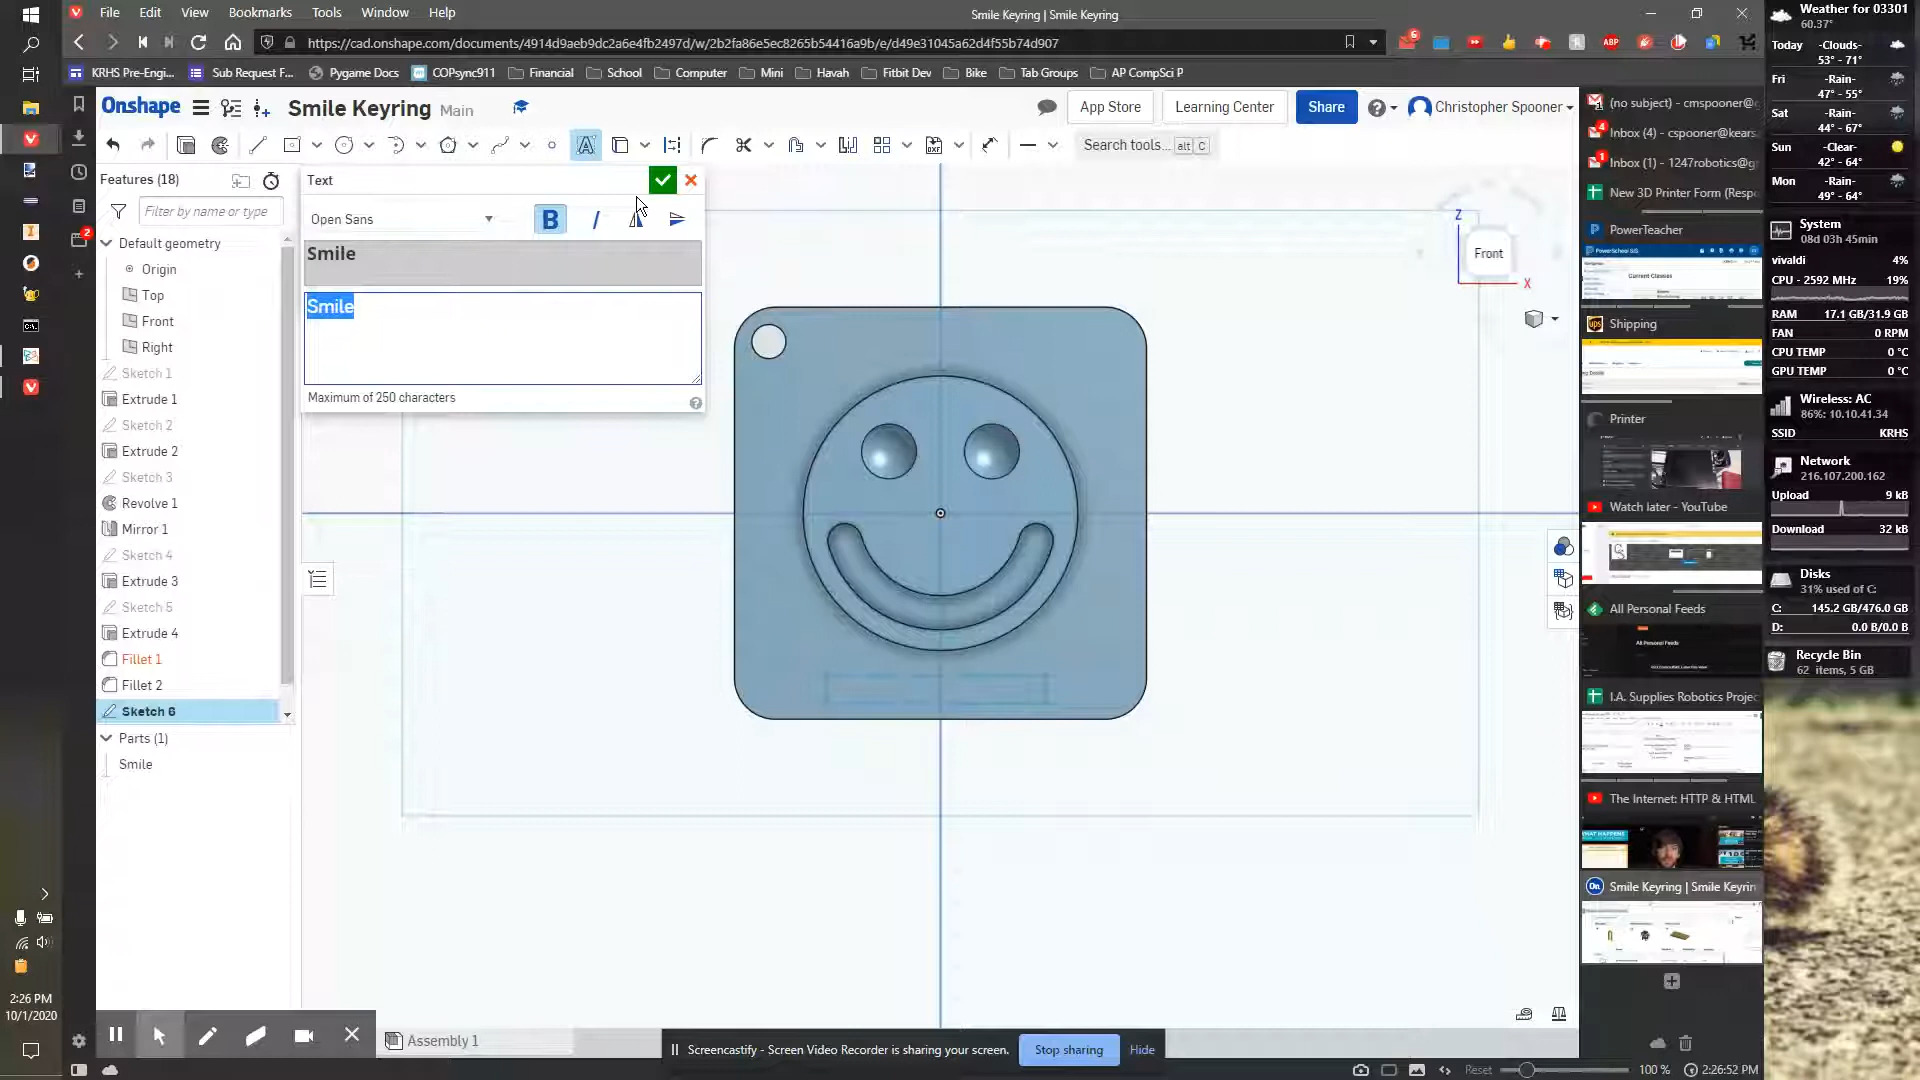 File Edit View Bookmarks Tools Window Help
Smile Keyring | Smile Keyring
https://cad.onshape.com/documents/4914d9aeb9dc2a6e4fb2497d/w/2b2fa86e5ec8265b54416a9b/e/d49e31045a62d4f55b74d907
6
ABP
KRHS Pre-Engi... Sub Request F... Pygame Docs COPsync911 Financial School Computer Mini Havah Fitbit Dev Bike Tab Groups AP CompSci P
Onshape Smile Keyring Main
App Store Learning Center Share Christopher Spooner
Search tools... alt C
Features (18)
Filter by name or type
Default geometry
Origin
Top
Front
Right
Sketch 1
Extrude 1
Sketch 2
Extrude 2
Sketch 3
Revolve 1
Mirror 1
Sketch 4
Extrude 3
Sketch 5
Extrude 4
Fillet 1
Fillet 2
Sketch 6
Parts (1)
Smile
Text
Open Sans
B I
Smile
Smile
Maximum of 250 characters
Z
Front
X
Assembly 1
Screencastify - Screen Video Recorder is sharing your screen. Stop sharing Hide
2
2:26 PM
10/1/2020
(no subject) - cmspooner@g
4
Inbox (4) - cspooner@kears
1
Inbox (1) - 1247robotics@g
New 3D Printer Form (Respo
PowerTeacher
PowerSchool SIS
Current Classes
Shipping
Printer
Watch later - YouTube
All Personal Feeds
All Personal Feeds
I.A. Supplies Robotics Projec
The Internet: HTTP & HTML
Smile Keyring | Smile Keyrin
Reset 100 % 2:26:52 PM
Weather for 03301
60.37°
Today -Clouds-
53° - 71°
Fri -Rain-
47° - 55°
Sat -Rain-
44° - 67°
Sun -Clear-
42° - 64°
Mon -Rain-
49° - 64°
System
08d 03h 45min
vivaldi 4%
CPU - 2592 MHz 19%
RAM 17.1 GB/31.9 GB
FAN 0 RPM
CPU TEMP 0 °C
GPU TEMP 0 °C
Wireless: AC
86%: 10.10.41.34
SSID KRHS
Network
216.107.200.162
Upload 9 kB
Download 32 kB
Disks
31% used of C:
C: 145.2 GB/476.0 GB
D: 0.0 B/0.0 B
Recycle Bin
62 items, 5 GB